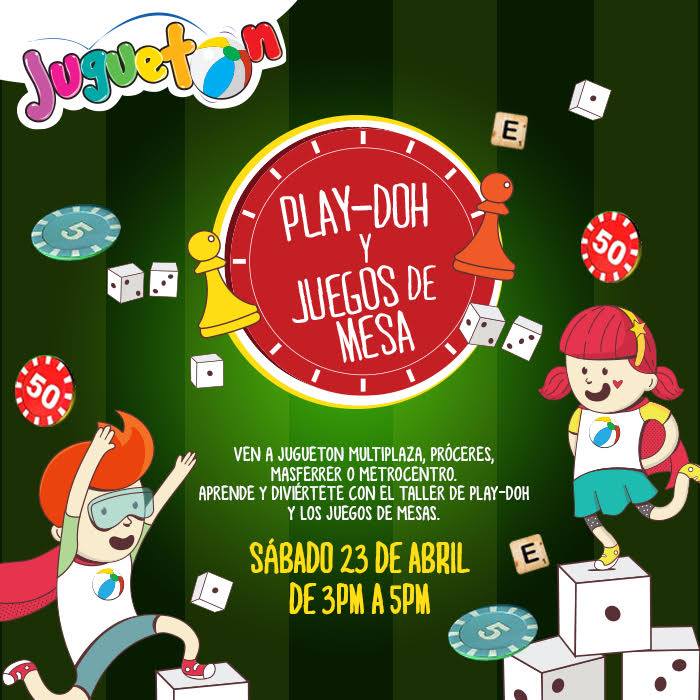 Jugueton
E
PLAY-DOH
Y
JUEGOS DE
MESA
5
50
50
VEN A JUGUETON MULTIPLAZA, PRÓCERES,
MASFERRER O METROCENTRO.
APRENDE Y DIVIÉRTETE CON EL TALLER DE PLAY-DOH
Y LOS JUEGOS DE MESAS.
SÁBADO 23 DE ABRIL
DE 3PM A 5PM
E
5